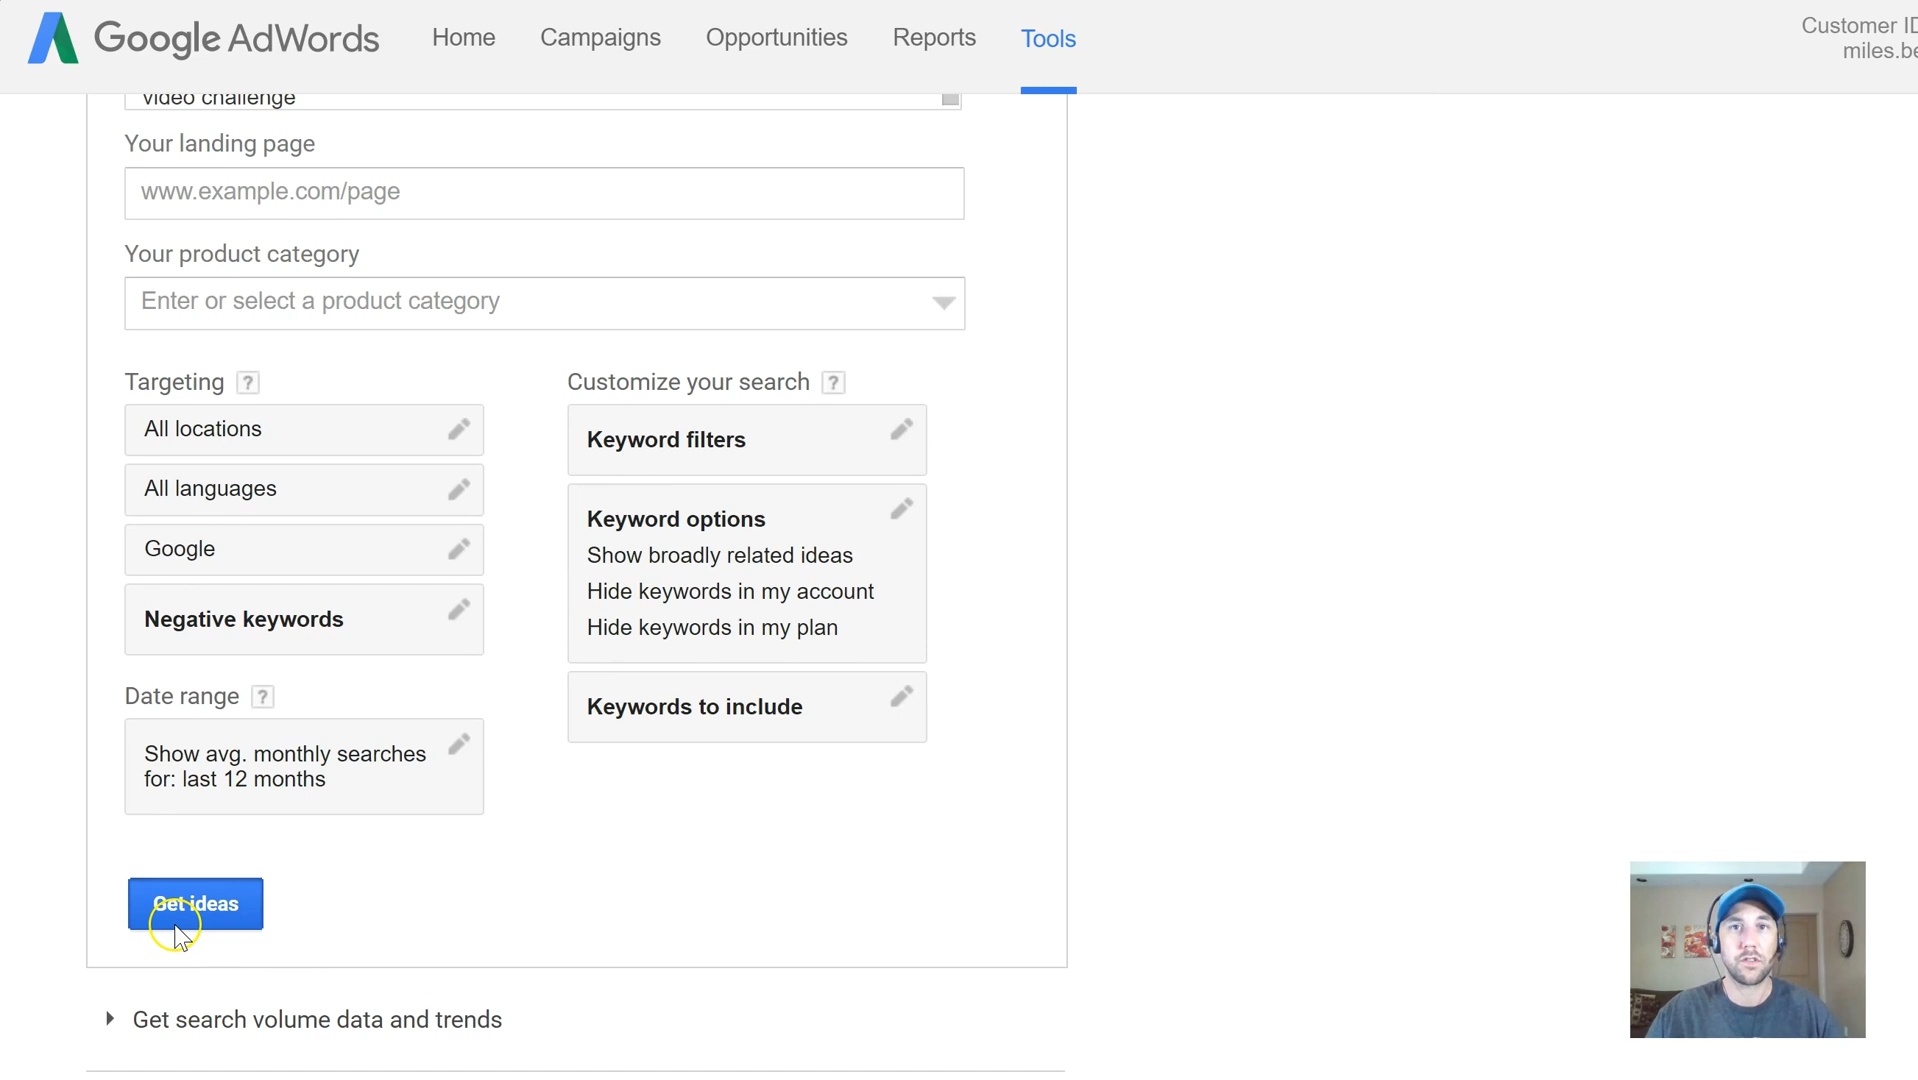 Google AdWords
Home
Campaigns
Opportunities
Reports
Tools
Customer ID
miles.be
video challenge
Your landing page
www.example.com/page
Your product category
Enter or select a product category
Targeting ?
Customize your search ?
All locations
All languages
Google
Negative keywords
Keyword filters
Keyword options
Show broadly related ideas
Hide keywords in my account
Hide keywords in my plan
Keywords to include
Date range ?
Show avg. monthly searches
for: last 12 months
Get ideas
Get search volume data and trends